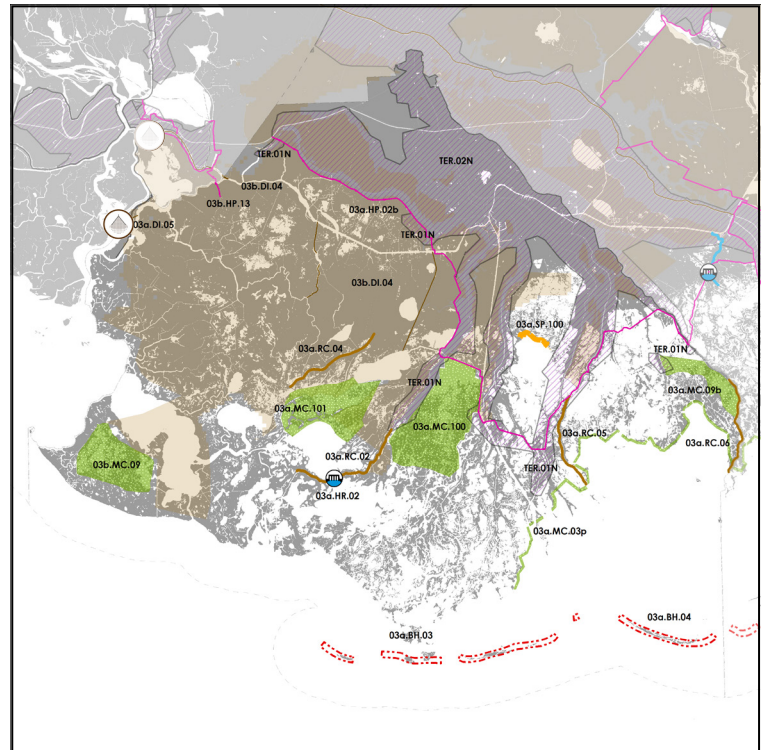 TER.01N
TER.02N
03b.DI.04
03b.HP.13
03a.HP.02b
03a.DI.05
TER.01N
03b.DI.04
03a.SP.100
03a.RC.04
TER.01N
TER.01N
03a.MC.09b
03a.MC.101
03a.MC.100
03a.RC.05
03a.RC.06
03a.RC.02
03b.MC.09
TER.01N
03a.HR.02
03a.MC.03p
03a.BH.04
03a.BH.03